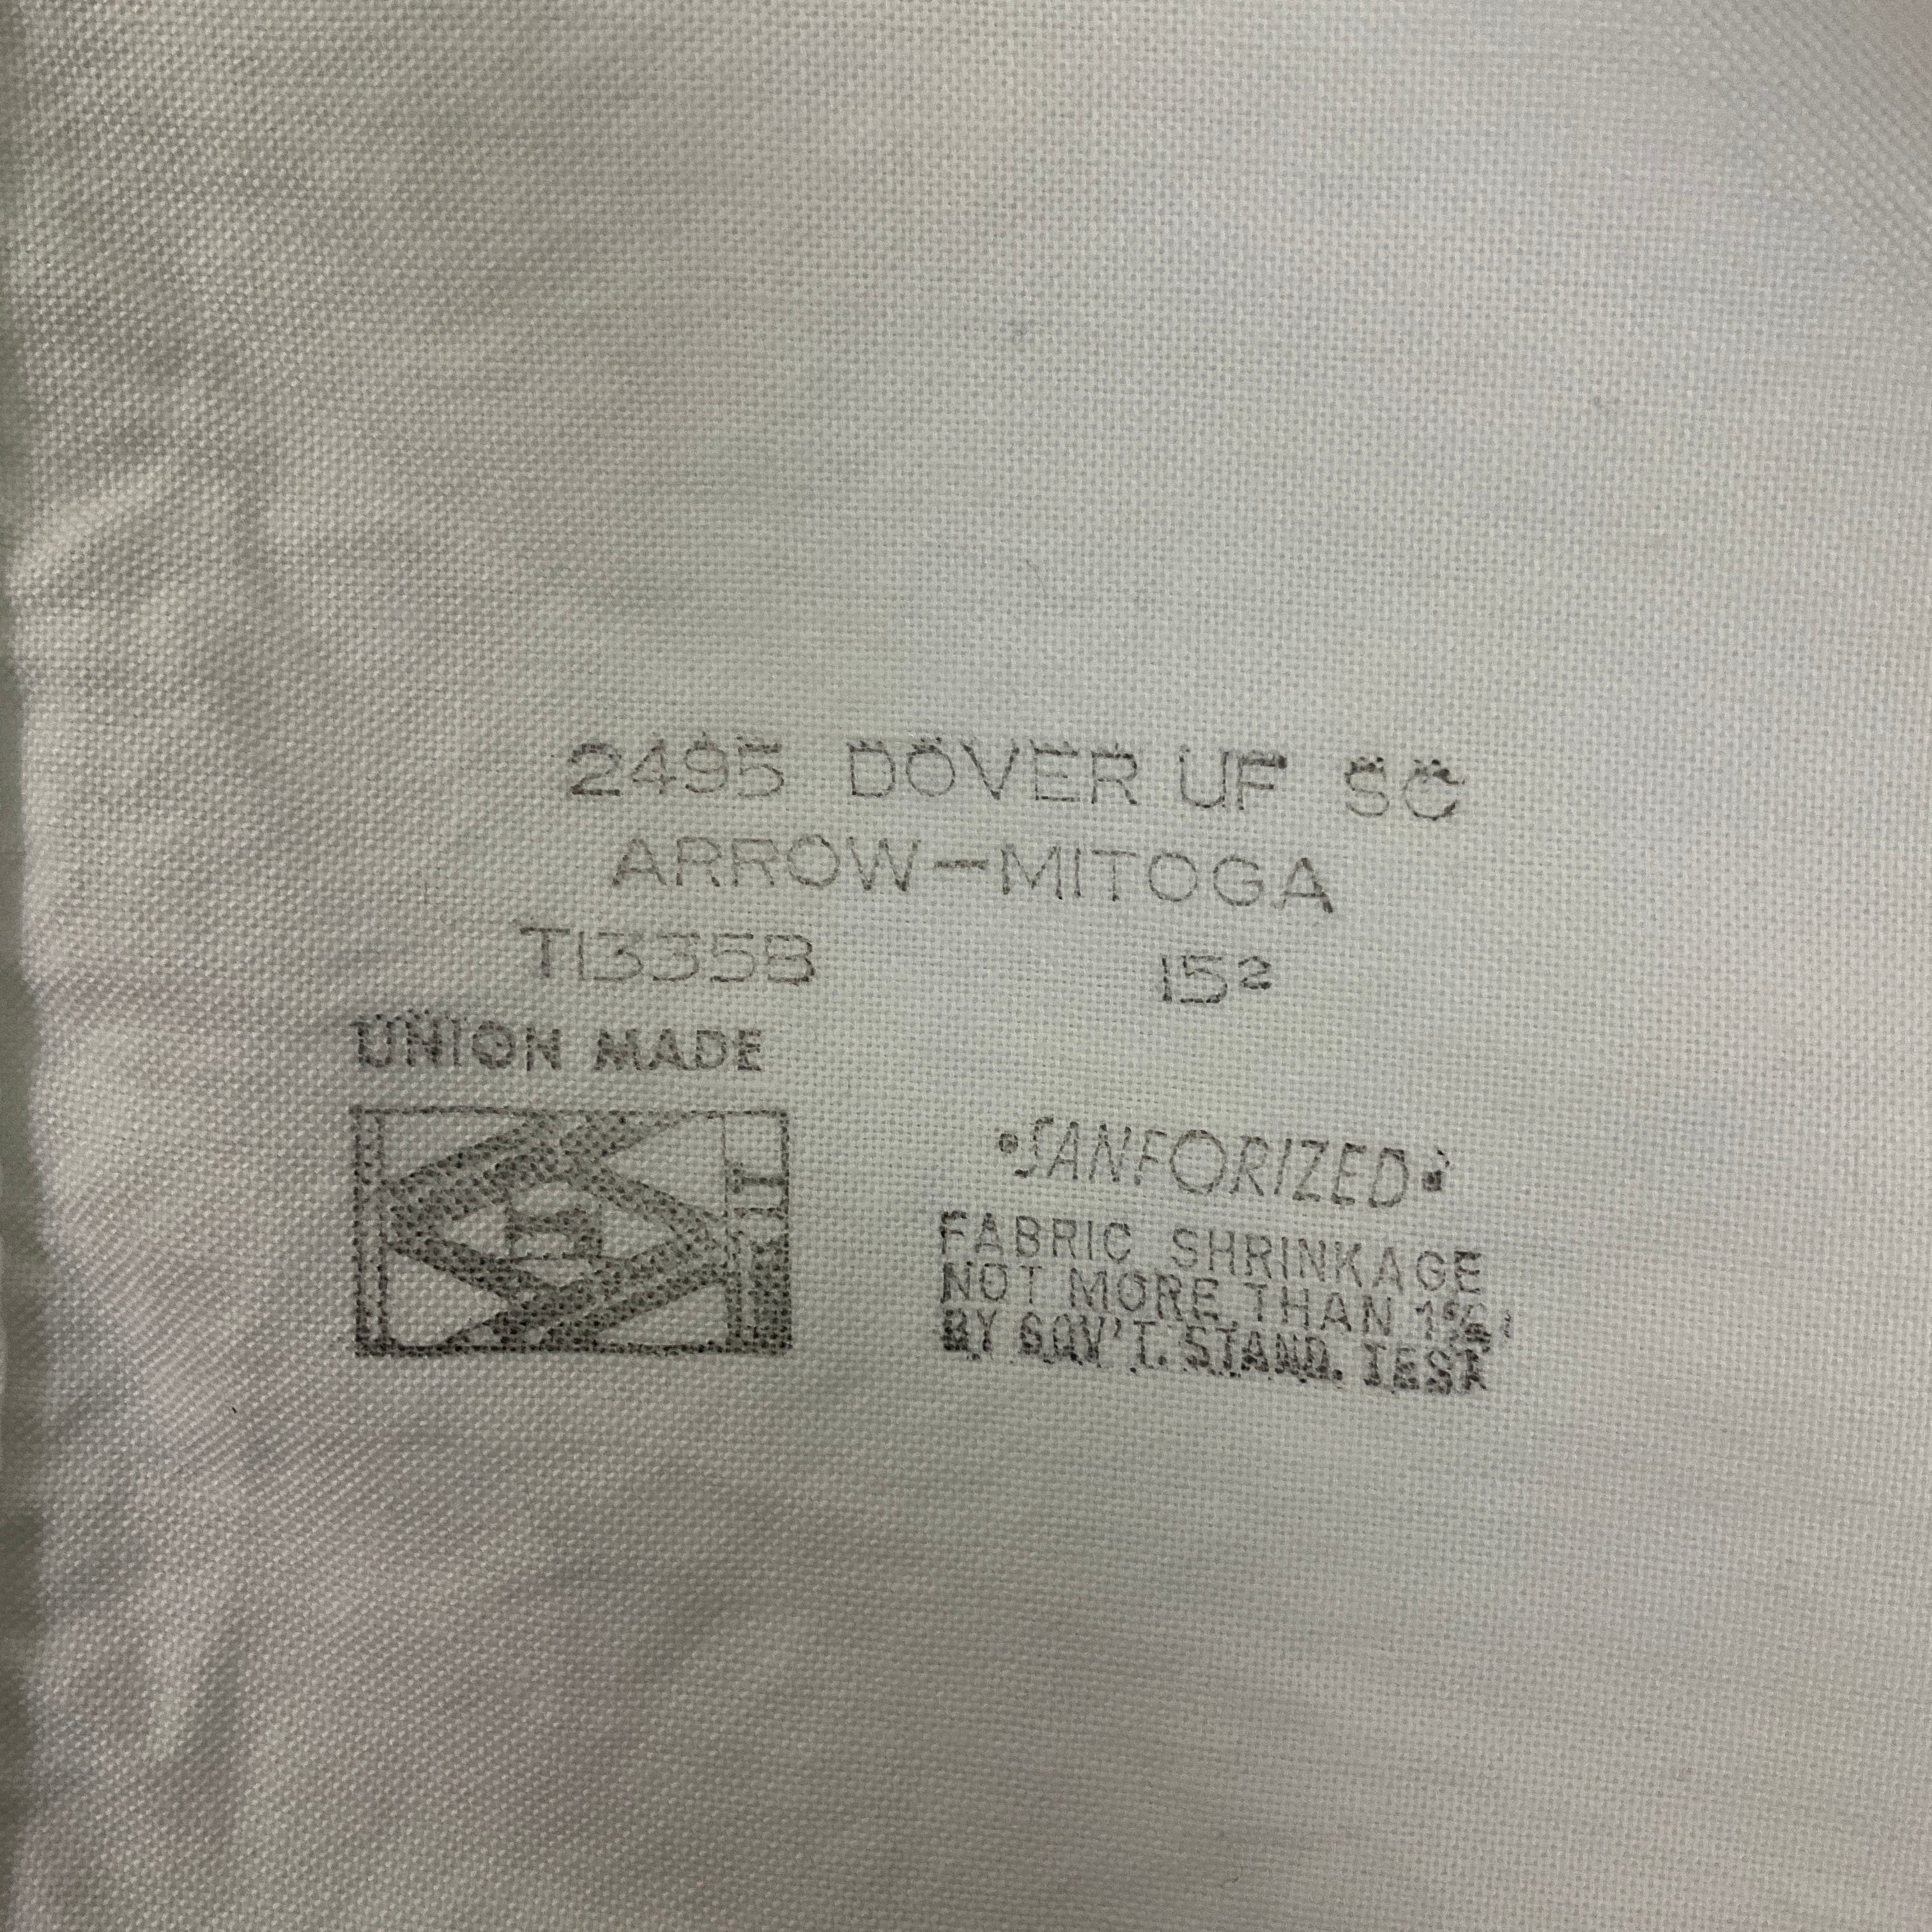 2495 DOVER UF SC
ARROW-MITOGA
T1335B 15²
UNION MADE
SANFORIZED
FABRIC SHRINKAGE
NOT MORE THAN 1%
BY GOV'T. STAND. TEST